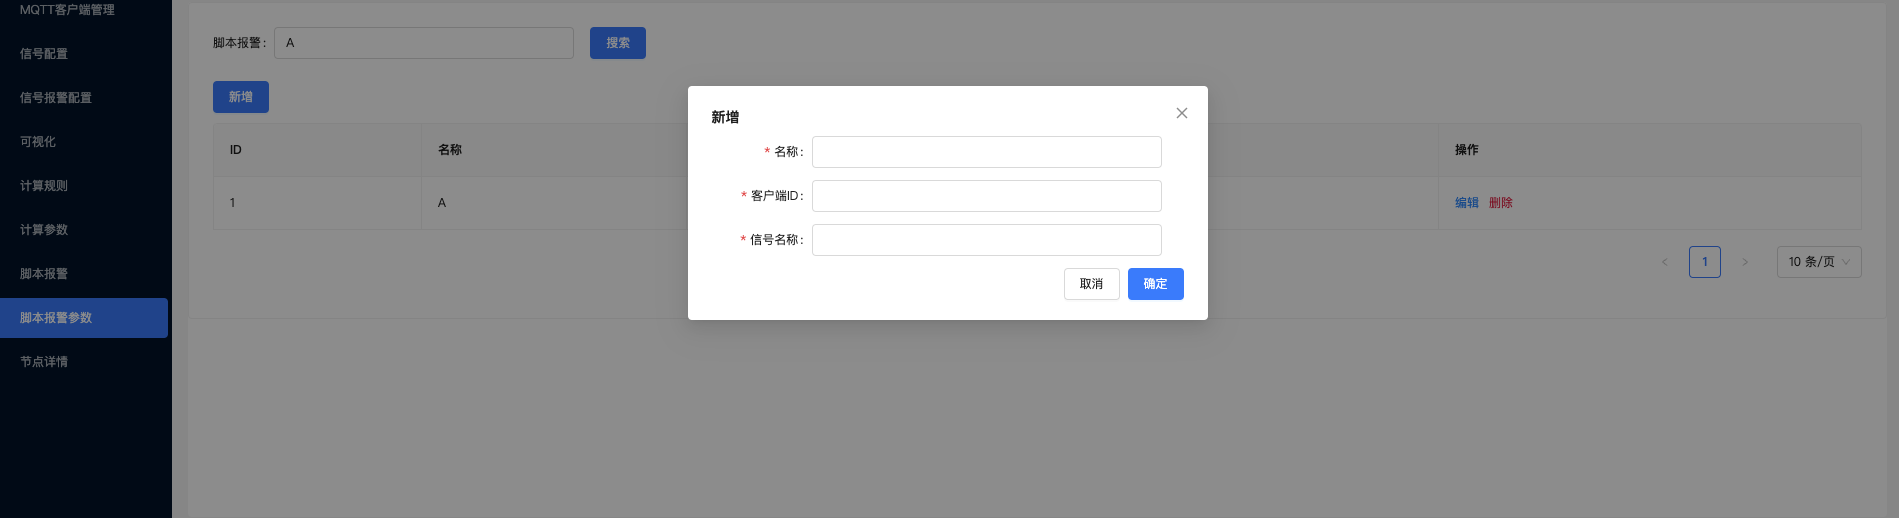 MQTT客户端管理
信号配置
信号报警配置
可视化
计算规则
计算参数
脚本报警
脚本报警参数
节点详情
脚本报警： A 搜索
新增
ID 名称 操作
1 A 编辑 删除
1 10 条/页
新增
* 名称：
* 客户端ID：
* 信号名称：
取消 确定